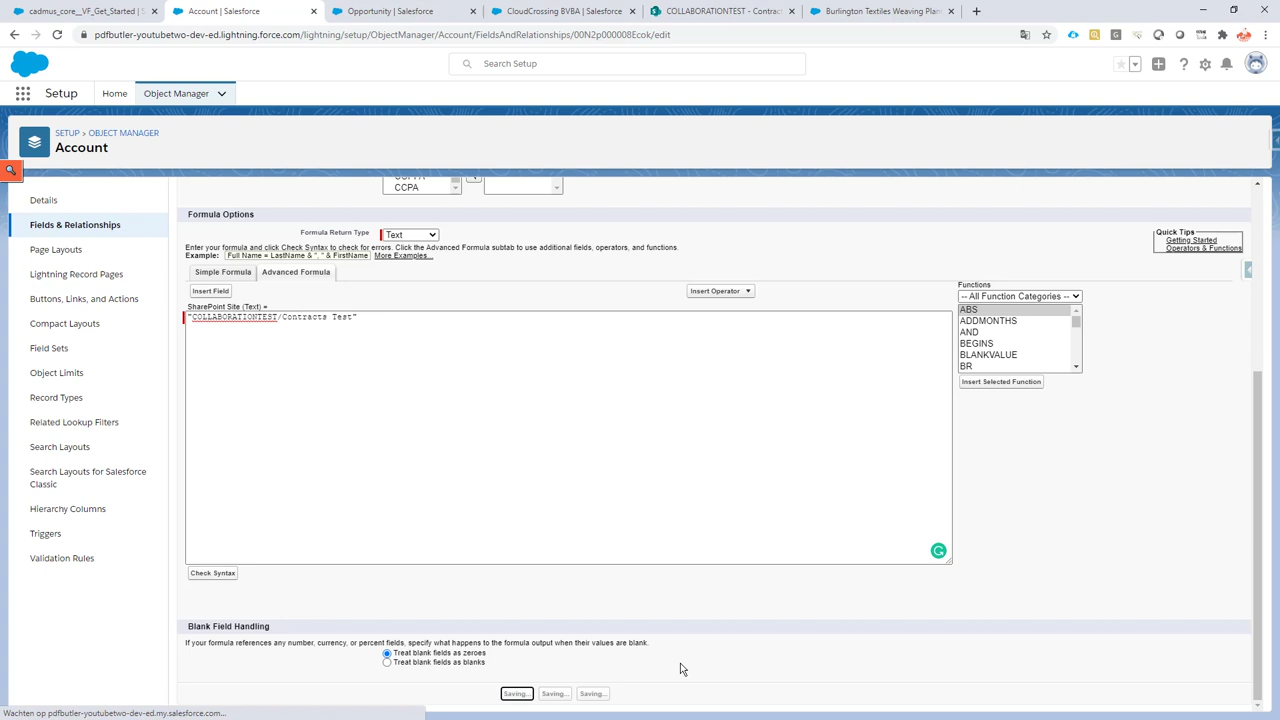 cadmus_core__VF_Get_Started | S
Account | Salesforce
Opportunity | Salesforce
CloudCrossing BVBA | Salesforce
COLLABORATIONTEST - Contract
Burlington Textiles Weaving Plan
pdfbutler-youtubetwo-dev-ed.lightning.force.com/lightning/setup/ObjectManager/Account/FieldsAndRelationships/00N2p000008Ecok/edit
Search Setup
Setup
Home
Object Manager
SETUP > OBJECT MANAGER
Account
Details
Fields & Relationships
Page Layouts
Lightning Record Pages
Buttons, Links, and Actions
Compact Layouts
Field Sets
Object Limits
Record Types
Related Lookup Filters
Search Layouts
Search Layouts for Salesforce
Classic
Hierarchy Columns
Triggers
Validation Rules
CCPA
Formula Options
Formula Return Type
Text
Enter your formula and click Check Syntax to check for errors. Click the Advanced Formula subtab to use additional fields, operators, and functions.
Example: Full Name = LastName & ", " & FirstName More Examples...
Quick Tips
Getting Started
Operators & Functions
Simple Formula
Advanced Formula
Insert Field
Insert Operator
Functions
-- All Function Categories --
SharePoint Site (Text) =
"COLLABORATIONTEST/Contracts Test"
ABS
ADDMONTHS
AND
BEGINS
BLANKVALUE
BR
Insert Selected Function
Check Syntax
Blank Field Handling
If your formula references any number, currency, or percent fields, specify what happens to the formula output when their values are blank.
Treat blank fields as zeroes
Treat blank fields as blanks
Saving...
Saving...
Saving...
Wachten op pdfbutler-youtubetwo-dev-ed.my.salesforce.com...